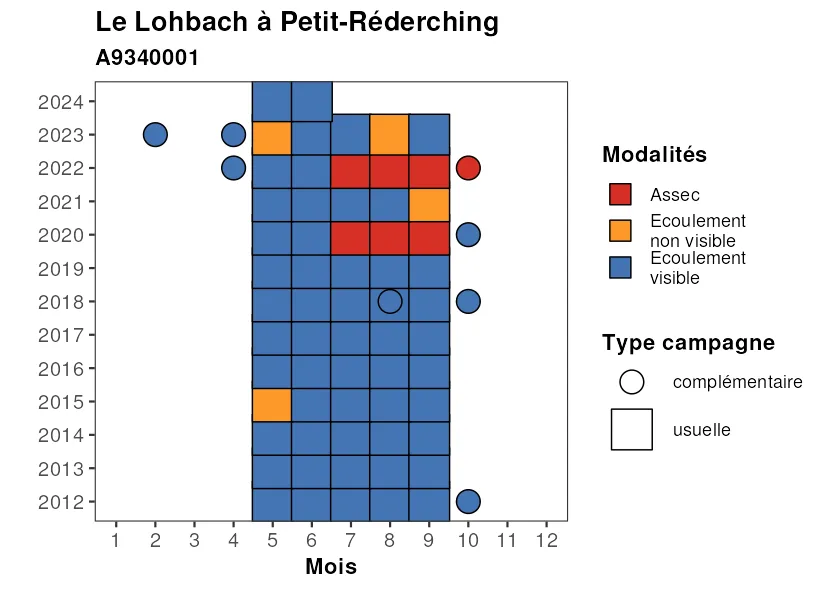 Le Lohbach à Petit-Réderching
A9340001
2024
2023
2022
2021
2020
2019
2018
2017
2016
2015
2014
2013
2012
1 2 3 4 5 6 7 8 9 10 11 12
Mois
Modalités
Assec
Ecoulement
non visible
Ecoulement
visible
Type campagne
complémentaire
usuelle